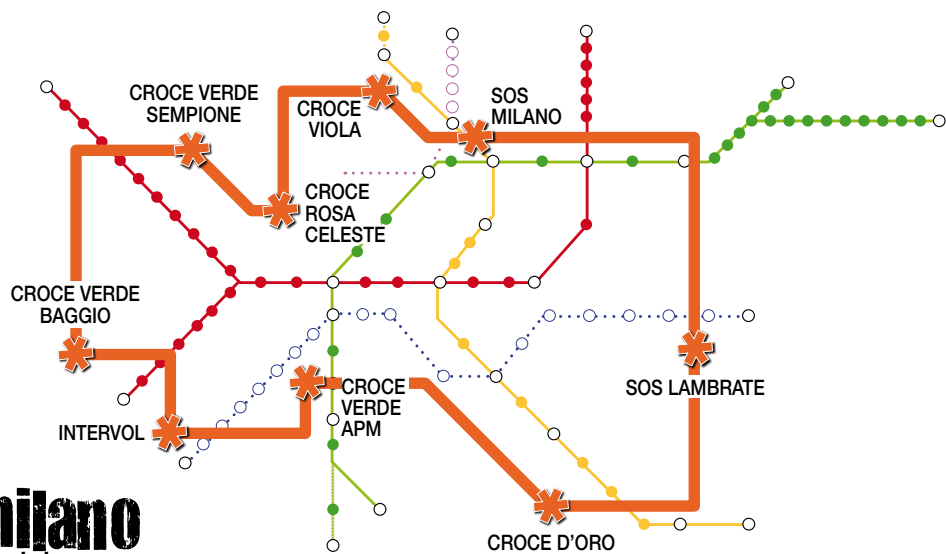 CROCE VERDE
SEMPIONE
CROCE
VIOLA
SOS
MILANO
CROCE
ROSA
CELESTE
CROCE VERDE
BAGGIO
INTERVOL
CROCE
VERDE
APM
SOS LAMBRATE
CROCE D'ORO
milano